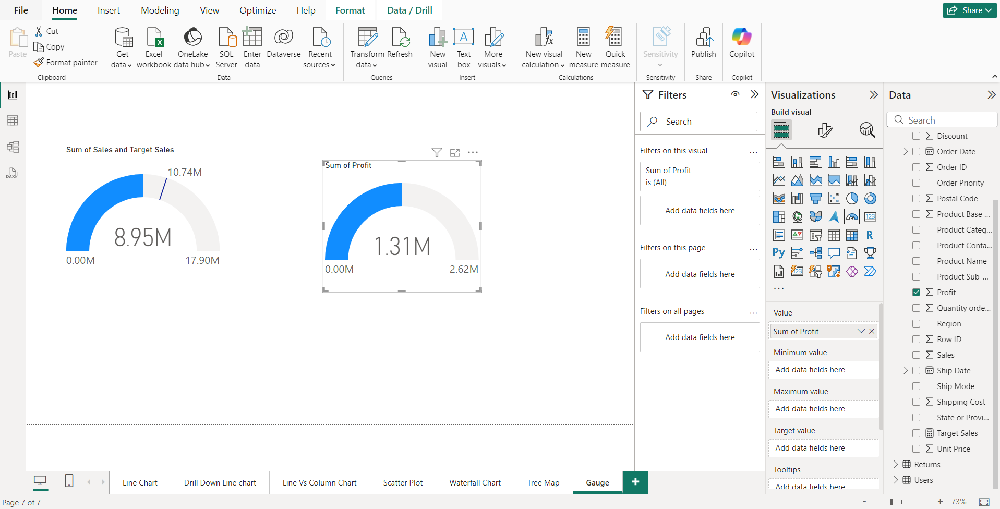 File Home Insert Modeling View Optimize Help Format Data / Drill Share
Paste
Cut
Copy
Format painter
Clipboard
Get data
Excel workbook
OneLake data hub
SQL Server
Enter data
Dataverse
Recent sources
Data
Transform data
Refresh
Queries
New visual
Text box
More visuals
Insert
New visual calculation
New measure
Quick measure
Calculations
Sensitivity
Sensitivity
Publish
Share
Copilot
Copilot
DAX
Sum of Sales and Target Sales
10.74M
8.95M
0.00M 17.90M
Sum of Profit
1.31M
0.00M 2.62M
Filters
Search
Filters on this visual ...
Sum of Profit
is (All)
Add data fields here
Filters on this page ...
Add data fields here
Filters on all pages ...
Add data fields here
Visualizations
Build visual
123
R
Py
123
...
Value
Sum of Profit
Minimum value
Add data fields here
Maximum value
Add data fields here
Target value
Add data fields here
Tooltips
Add data fields here
Data
Search
Discount
Order Date
Order ID
Order Priority
Postal Code
Product Base ...
Product Categ...
Product Conta...
Product Name
Product Sub-...
Profit
Quantity orde...
Region
Row ID
Sales
Ship Date
Ship Mode
Shipping Cost
State or Provi...
Target Sales
Unit Price
Returns
Users
Line Chart Drill Down Line chart Line Vs Column Chart Scatter Plot Waterfall Chart Tree Map Gauge +
Page 7 of 7
- + 73%